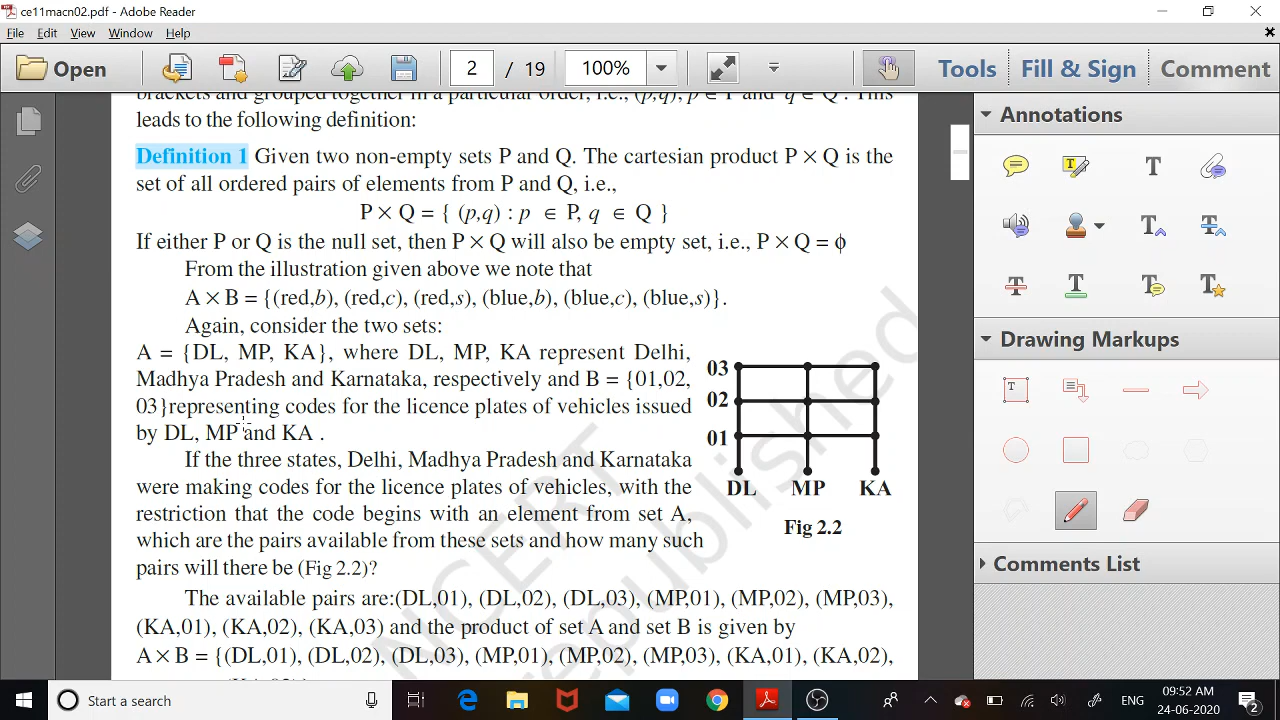 ce11macn02.pdf - Adobe Reader
File Edit View Window Help
Open 2 / 19 100% Tools Fill & Sign Comment
brackets and grouped together in a particular order, i.e., (p,q), p ∈ P and q ∈ Q . This
leads to the following definition:
Definition 1 Given two non-empty sets P and Q. The cartesian product P × Q is the
set of all ordered pairs of elements from P and Q, i.e.,
P × Q = { (p,q) : p ∈ P, q ∈ Q }
If either P or Q is the null set, then P × Q will also be empty set, i.e., P × Q = ϕ
From the illustration given above we note that
A × B = {(red,b), (red,c), (red,s), (blue,b), (blue,c), (blue,s)}.
Again, consider the two sets:
A = {DL, MP, KA}, where DL, MP, KA represent Delhi,
Madhya Pradesh and Karnataka, respectively and B = {01,02,
03}representing codes for the licence plates of vehicles issued
by DL, MP and KA .
If the three states, Delhi, Madhya Pradesh and Karnataka
were making codes for the licence plates of vehicles, with the
restriction that the code begins with an element from set A,
which are the pairs available from these sets and how many such
pairs will there be (Fig 2.2)?
The available pairs are:(DL,01), (DL,02), (DL,03), (MP,01), (MP,02), (MP,03),
(KA,01), (KA,02), (KA,03) and the product of set A and set B is given by
A × B = {(DL,01), (DL,02), (DL,03), (MP,01), (MP,02), (MP,03), (KA,01), (KA,02),
03
02
01
DL MP KA
Fig 2.2
NCERT
republished
Annotations
T
Drawing Markups
Comments List
Start a search
ENG
09:52 AM
24-06-2020
2